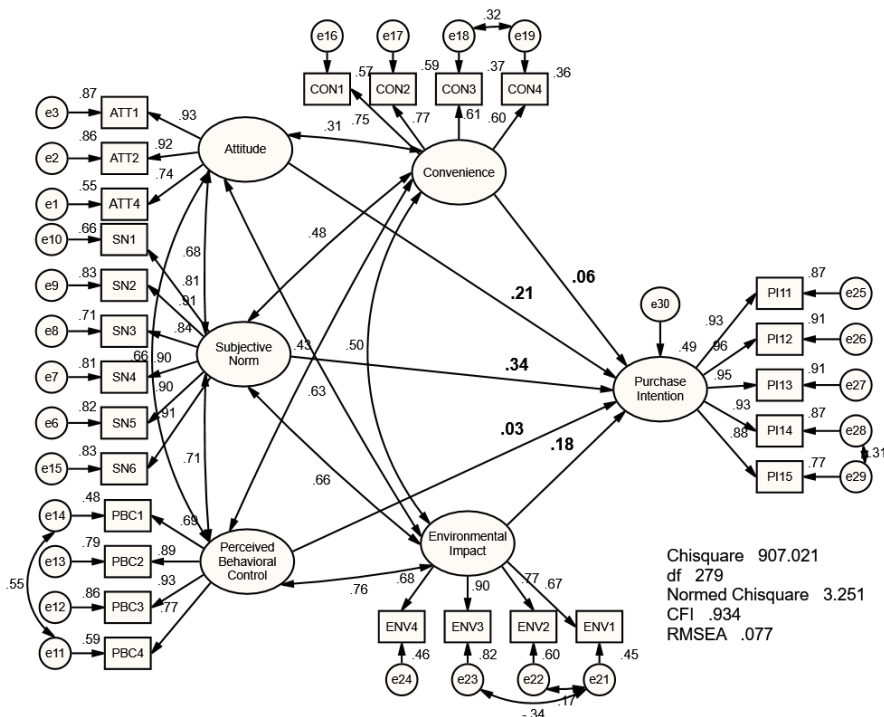 .32
e16 e17 e18 e19
.57 .59 .37 .36
CON1 CON2 CON3 CON4
.75 .77 .61 .60
.87
e3 ATT1 .93
.86
e2 ATT2 .92
.55
e1 ATT4 .74
Attitude
.31
Convenience
.66
e10 SN1 .81
.83
e9 SN2 .91
.71
e8 SN3 .84
.81
e7 SN4 .90
.82
e6 SN5 .90
.83
e15 SN6 .91
.68
.48
.66
.43
.50
.63
.71
.66
.76
Subjective
Norm
.21
.06
.34
.03
.18
e30
.49
Purchase
Intention
.93 PI11 .87 e25
.96 PI12 .91 e26
.95 PI13 .91 e27
.93 PI14 .87 e28
.88 PI15 .77 e29
.31
.48
e14 PBC1 .69
.79
e13 PBC2 .89
.86
e12 PBC3 .93
.59
e11 PBC4 .77
.55
Perceived
Behavioral
Control
Environmental
Impact
.68 .90 .77 .67
ENV4 ENV3 ENV2 ENV1
.46 .82 .60 .45
e24 e23 e22 e21
.17
-.34
Chisquare 907.021
df 279
Normed Chisquare 3.251
CFI .934
RMSEA .077